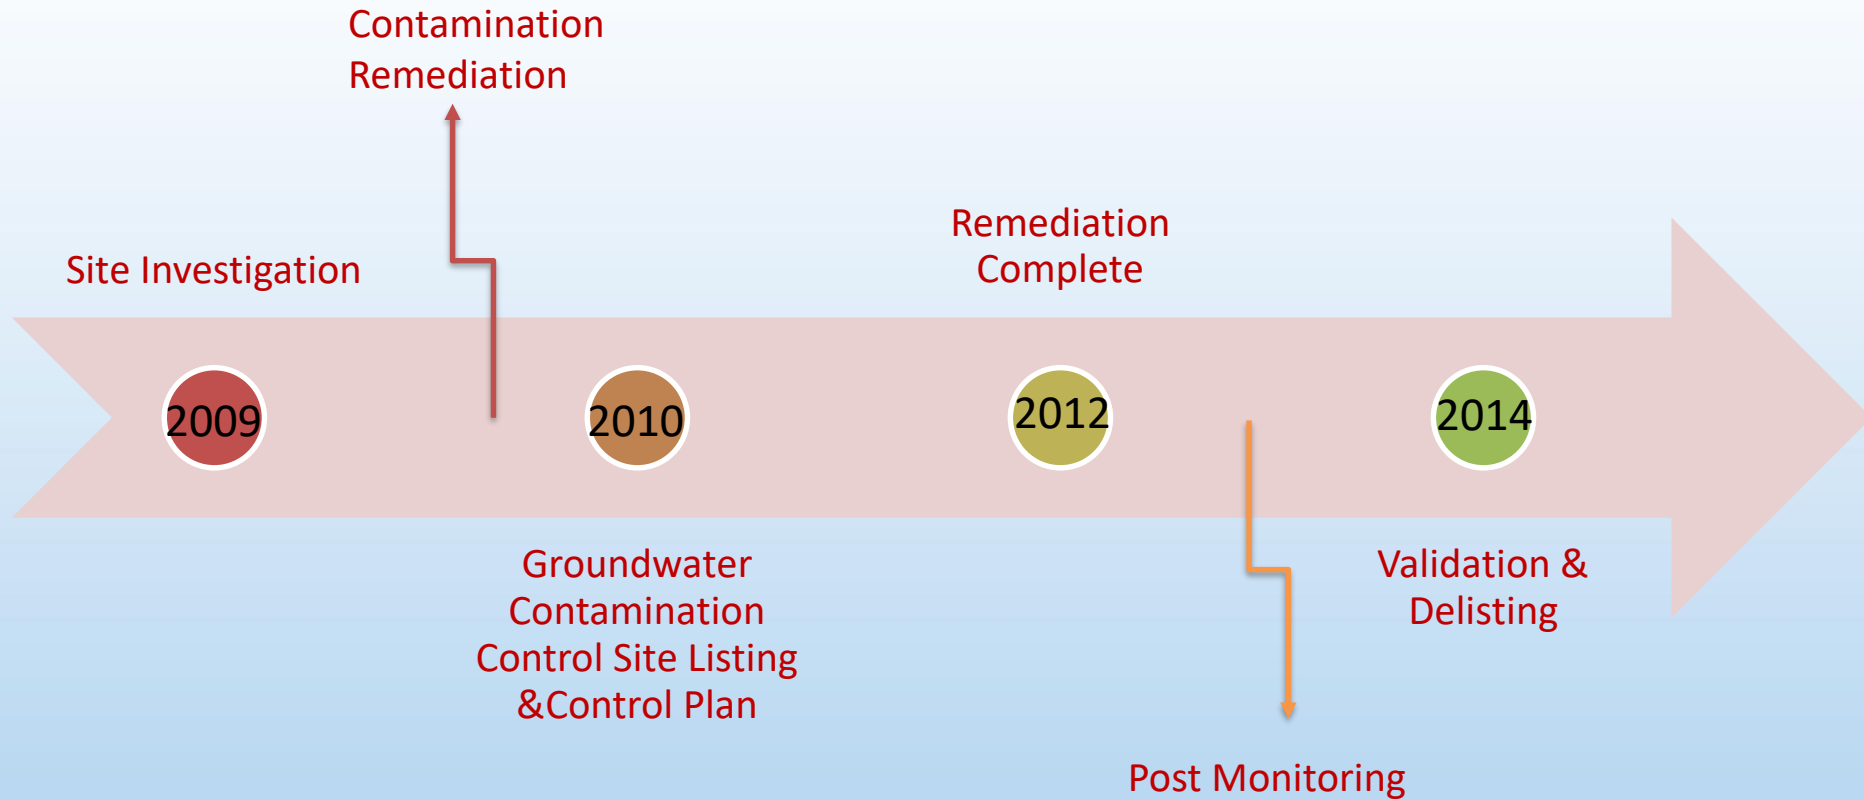 Contamination
Remediation
Site Investigation
Remediation
Complete
2009
2010
2012
2014
Groundwater
Contamination
Control Site Listing
&Control Plan
Validation &
Delisting
Post Monitoring